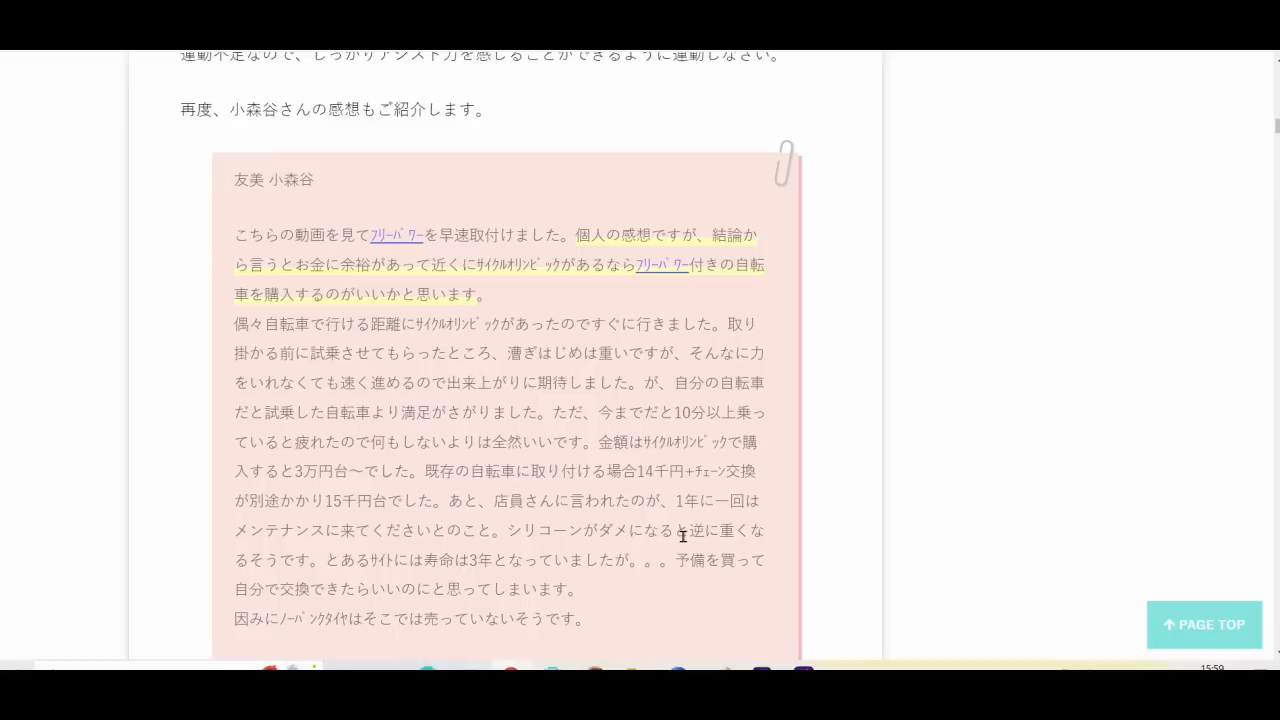 運動不足なので、しっかりアシスト力を感じることができるように運動しなさい。
再度、小森谷さんの感想もご紹介します。
友美 小森谷
こちらの動画を見てﾌﾘｰﾊﾟﾜｰを早速取付けました。個人の感想ですが、結論か
ら言うとお金に余裕があって近くにｻｲｸﾙｵﾘﾝﾋﾟｯｸがあるならﾌﾘｰﾊﾟﾜｰ付きの自転
車を購入するのがいいかと思います。
偶々自転車で行ける距離にｻｲｸﾙｵﾘﾝﾋﾟｯｸがあったのですぐに行きました。取り
掛かる前に試乗させてもらったところ、漕ぎはじめは重いですが、そんなに力
をいれなくても速く進めるので出来上がりに期待しました。が、自分の自転車
だと試乗した自転車より満足がさがりました。ただ、今までだと10分以上乗っ
ていると疲れたので何もしないよりは全然いいです。金額はｻｲｸﾙｵﾘﾝﾋﾟｯｸで購
入すると3万円台〜でした。既存の自転車に取り付ける場合14千円+ﾁｪｰﾝ交換
が別途かかり15千円台でした。あと、店員さんに言われたのが、1年に一回は
メンテナンスに来てくださいとのこと。シリコーンがダメになると逆に重くな
るそうです。とあるｻｲﾄには寿命は3年となっていましたが。。。予備を買って
自分で交換できたらいいのにと思ってしまいます。
因みにﾉｰﾊﾟﾝｸﾀｲﾔはそこでは売っていないそうです。
↑ PAGE TOP
15:59